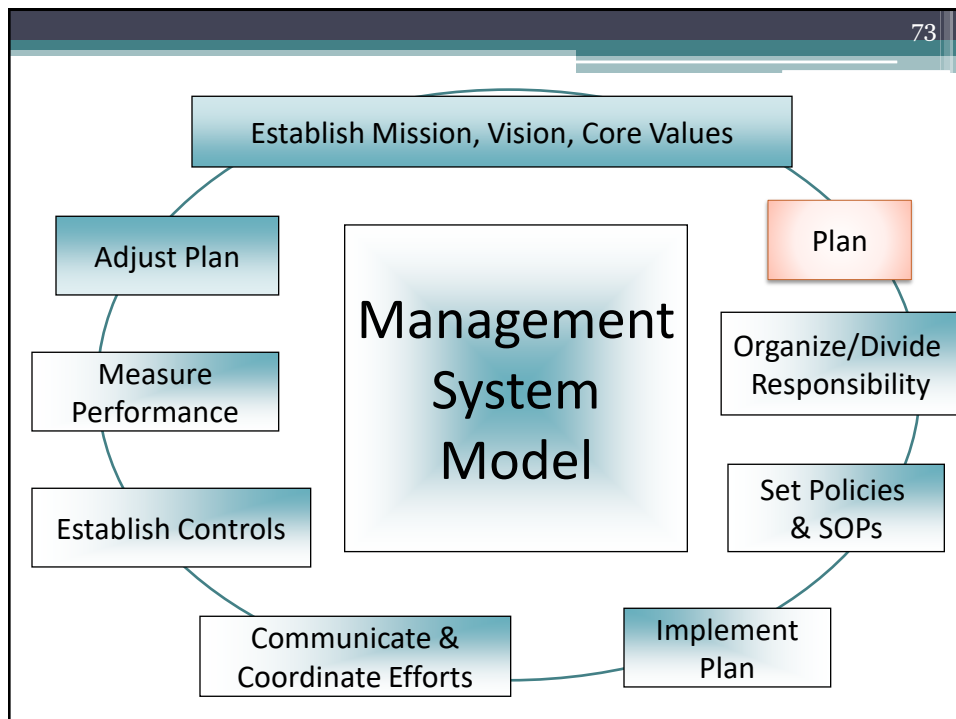 73
Establish Mission, Vision, Core Values
Plan
Organize/Divide
Responsibility
Set Policies
& SOPs
Implement
Plan
Communicate &
Coordinate Efforts
Establish Controls
Measure
Performance
Adjust Plan
Management
System
Model